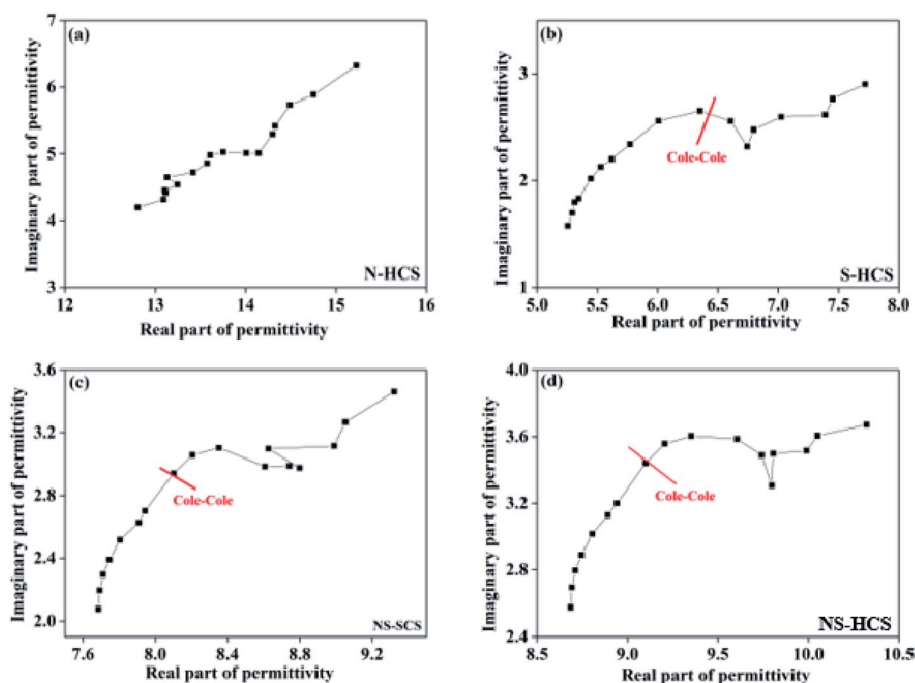 (a)
7
6
5
4
3
Imaginary part of permittivity
N-HCS
12 13 14 15 16
Real part of permittivity
(b)
3
2
1
Imaginary part of permittivity
Cole-Cole
S-HCS
5.0 5.5 6.0 6.5 7.0 7.5 8.0
Real part of permittivity
(c)
3.6
3.2
2.8
2.4
2.0
Imaginary part of permittivity
Cole-Cole
NS-SCS
7.6 8.0 8.4 8.8 9.2
Real part of permittivity
(d)
4.0
3.6
3.2
2.8
2.4
Imaginary part of permittivity
Cole-Cole
NS-HCS
8.5 9.0 9.5 10.0 10.5
Real part of permittivity